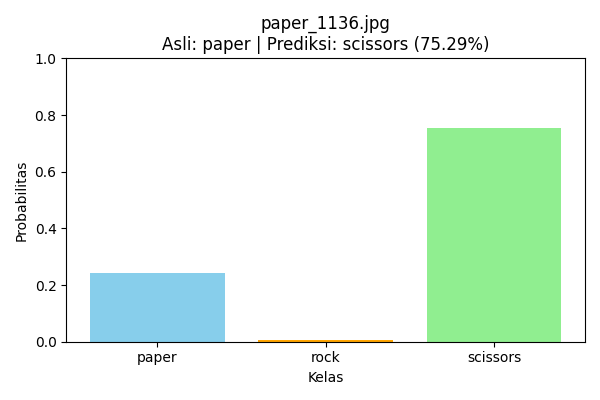 paper_1136.jpg
Asli: paper | Prediksi: scissors (75.29%)
1.0
0.8
0.6
0.4
0.2
0.0
Probabilitas
paper rock scissors
Kelas